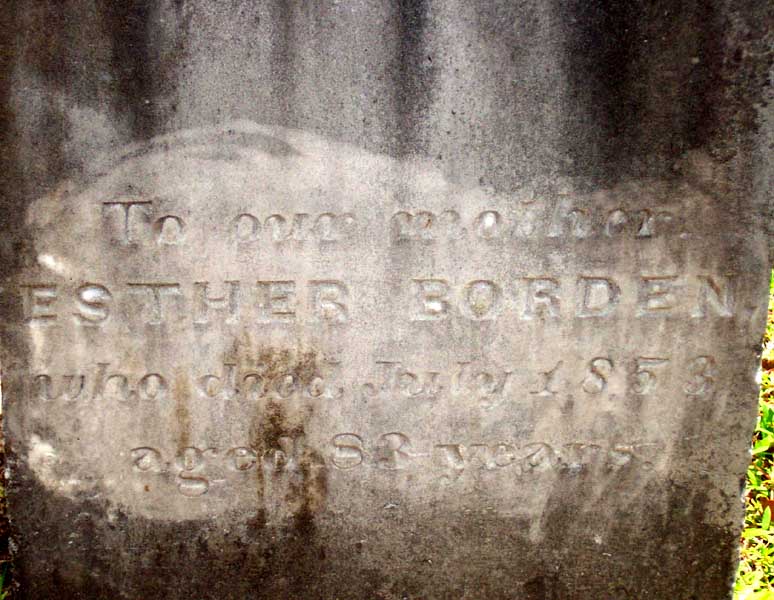 To our mother.
ESTHER BORDEN,
who died July 1853
aged 83 years.